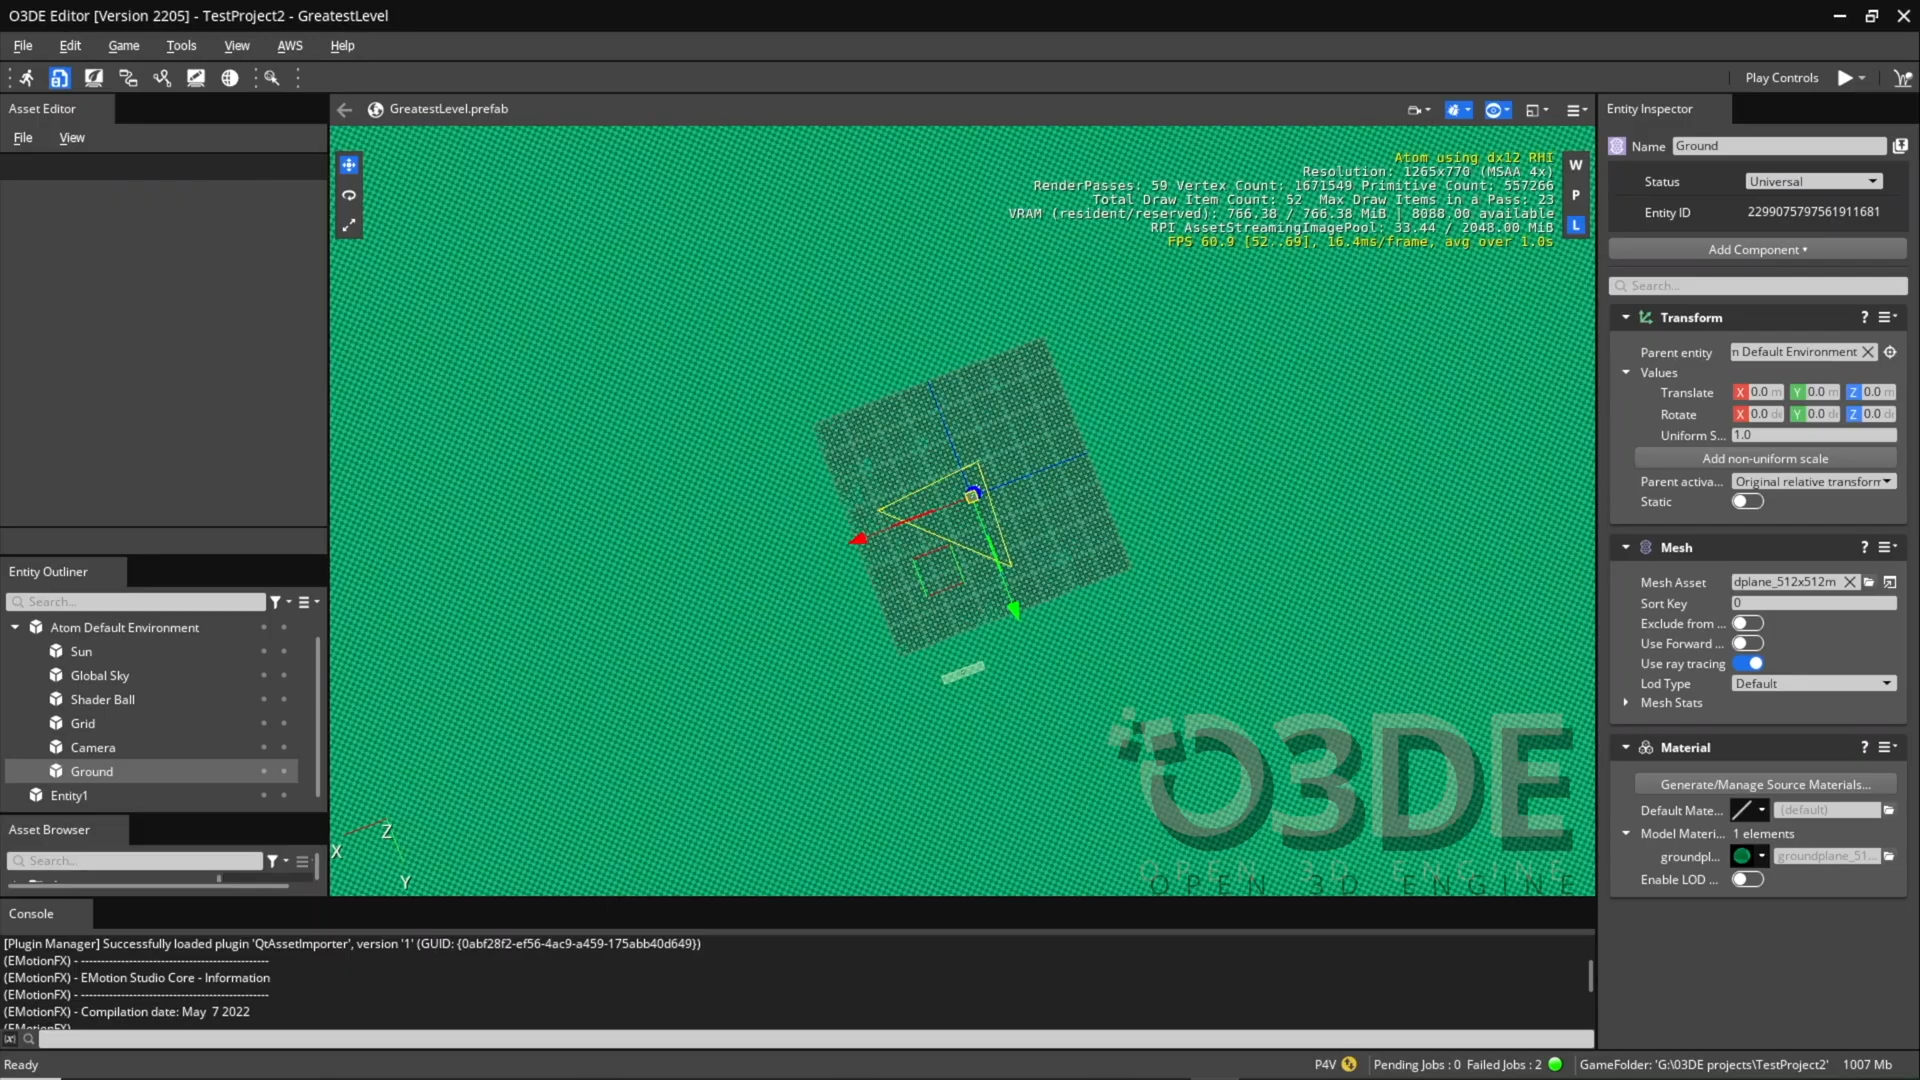 O3DE Editor [Version 2205] - TestProject2 - GreatestLevel
File Edit Game Tools View AWS Help
Play Controls
Asset Editor
File View
GreatestLevel.prefab
Atom using dx12 RHI
Resolution: 1265x770 (MSAA 4x)
RenderPasses: 59 Vertex Count: 1671549 Primitive Count: 557266
Total Draw Item Count: 52 Max Draw Items in a Pass: 23
VRAM (resident/reserved): 766.38 / 766.38 MiB | 8088.00 available
RPI AssetStreamingImagePool: 33.44 / 2048.00 MiB
FPS 60.9 [52..69], 16.4ms/frame, avg over 1.0s
W
P
L
X
Z
Y
O3DE
OPEN 3D ENGINE
Entity Outliner
Search...
Atom Default Environment
Sun
Global Sky
Shader Ball
Grid
Camera
Ground
Entity1
Asset Browser
Search...
Entity Inspector
Name Ground
Status Universal
Entity ID 2299075797561911681
Add Component
Search...
Transform ?
Parent entity n Default Environment
Values
Translate X 0.0 m Y 0.0 m Z 0.0 m
Rotate X 0.0 de Y 0.0 de Z 0.0 de
Uniform S... 1.0
Add non-uniform scale
Parent activa... Original relative transform
Static
Mesh ?
Mesh Asset dplane_512x512m
Sort Key 0
Exclude from ...
Use Forward ...
Use ray tracing
Lod Type Default
Mesh Stats
Material ?
Generate/Manage Source Materials...
Default Mate... (default)
Model Materi... 1 elements
groundpl... groundplane_51...
Enable LOD ...
Console
[Plugin Manager] Successfully loaded plugin 'QtAssetImporter', version '1' (GUID: {0abf28f2-ef56-4ac9-a459-175abb40d649})
(EMotionFX) - -----------------------------------------------
(EMotionFX) - EMotion Studio Core - Information
(EMotionFX) - -----------------------------------------------
(EMotionFX) - Compilation date: May 7 2022
(EMotionFX)
Ready
P4V Pending Jobs : 0 Failed Jobs : 2 GameFolder: 'G:\03DE projects\TestProject2' 1007 Mb